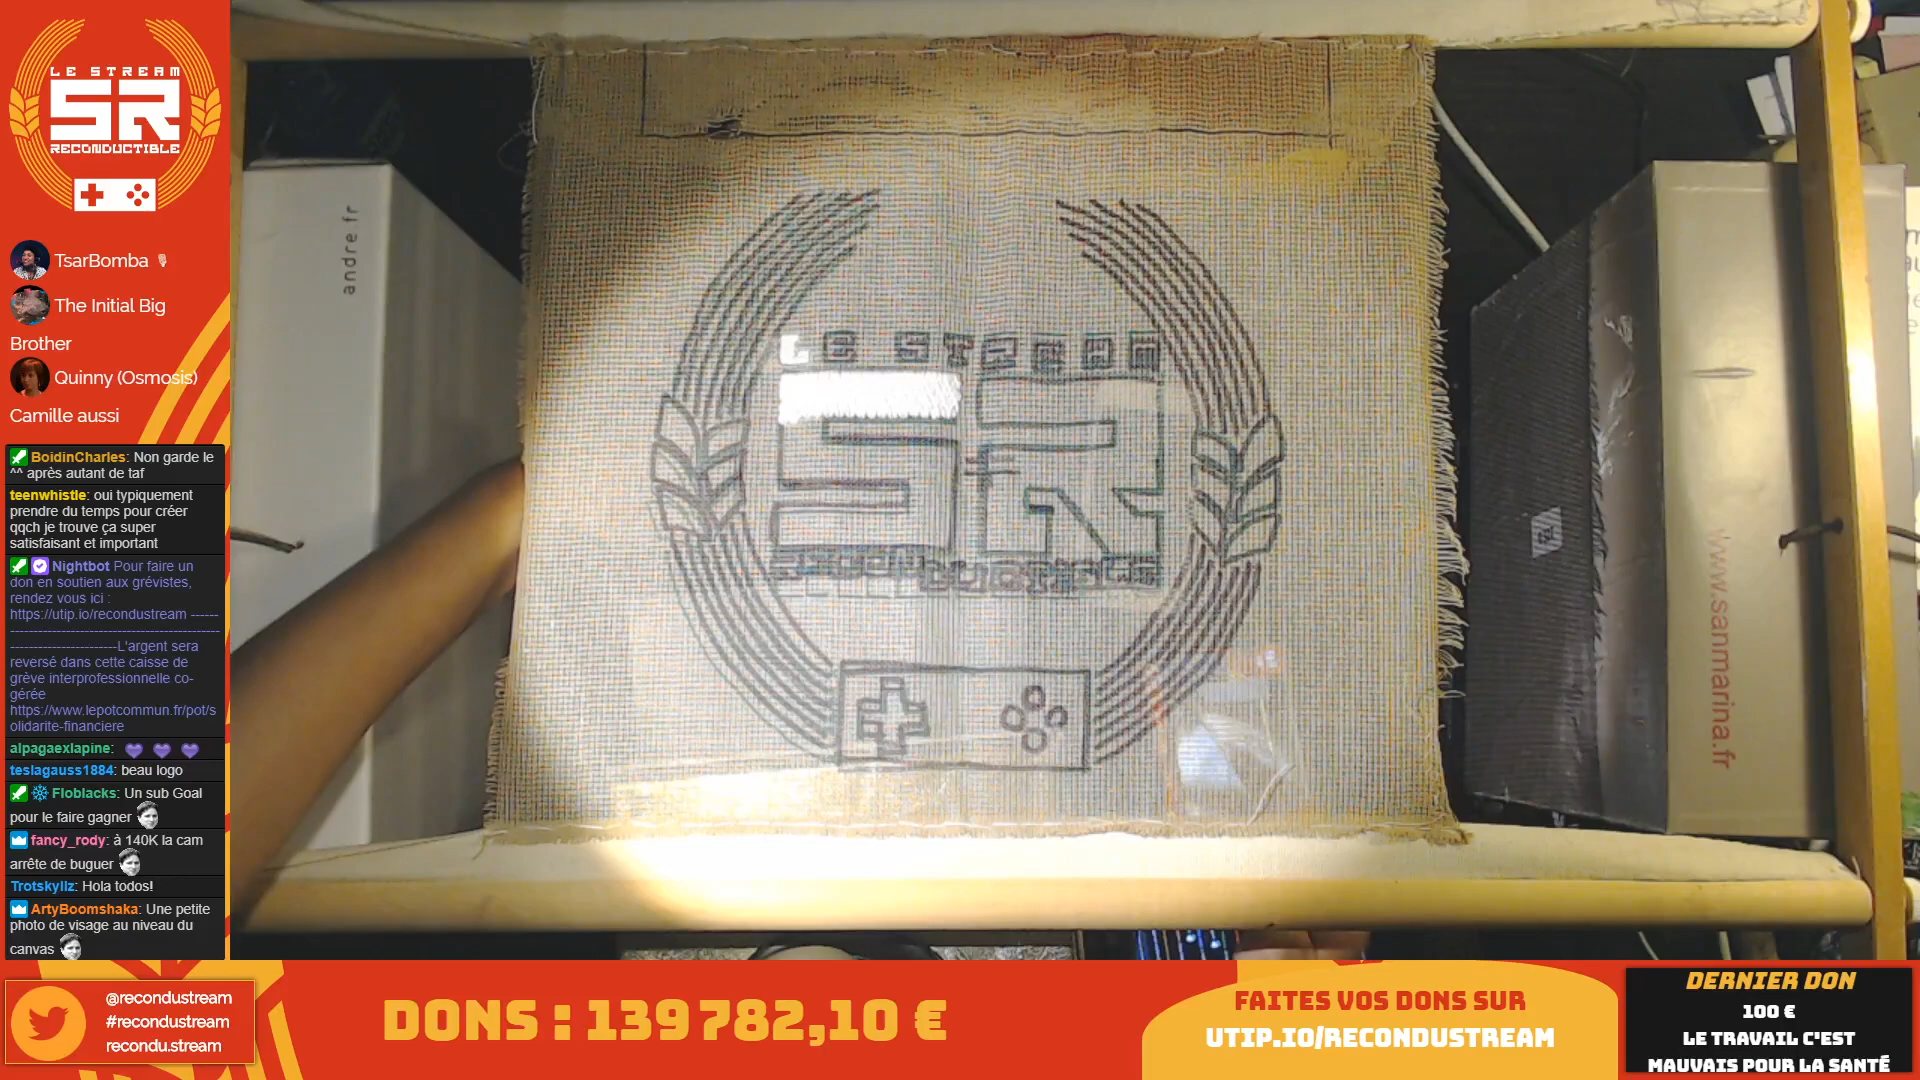 LE STREAM
SR
RECONDUCTIBLE
TsarBomba
The Initial Big
Brother
Quinny (Osmosis)
Camille aussi
BoidinCharles: Non garde le
^^ après autant de taf
teenwhistle: oui typiquement
prendre du temps pour créer
qqch je trouve ça super
satisfaisant et important
Nightbot Pour faire un
don en soutien aux grévistes,
rendez vous ici :
https://utip.io/recondustream ------
----------------------------------------------
-----------------------L'argent sera
reversé dans cette caisse de
grève interprofessionnelle co-
gérée
https://www.lepotcommun.fr/pot/s
olidarite-financiere
alpagaexlapine:
teslagauss1884: beau logo
Floblacks: Un sub Goal
pour le faire gagner
fancy_rody: à 140K la cam
arrête de buguer
Trotskyllz: Hola todos!
ArtyBoomshaka: Une petite
photo de visage au niveau du
canvas
andre.fr
LE STREAM
SR
RECONDUCTIBLE
www.sanmarina.fr
@recondustream
#recondustream
recondu.stream
DONS : 139 782,10 €
FAITES VOS DONS SUR
UTIP.IO/RECONDUSTREAM
DERNIER DON
100 €
LE TRAVAIL C'EST
MAUVAIS POUR LA SANTÉ